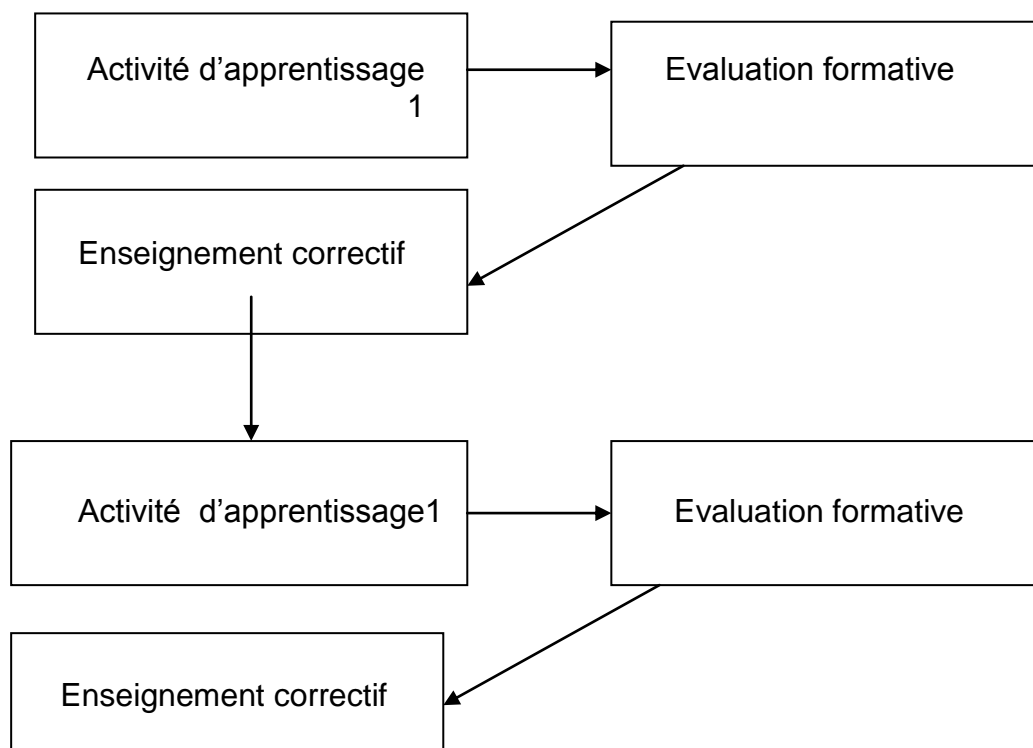 Activité d’apprentissage
1
Evaluation formative
Enseignement correctif
Activité  d’apprentissage1
Evaluation formative
Enseignement correctif